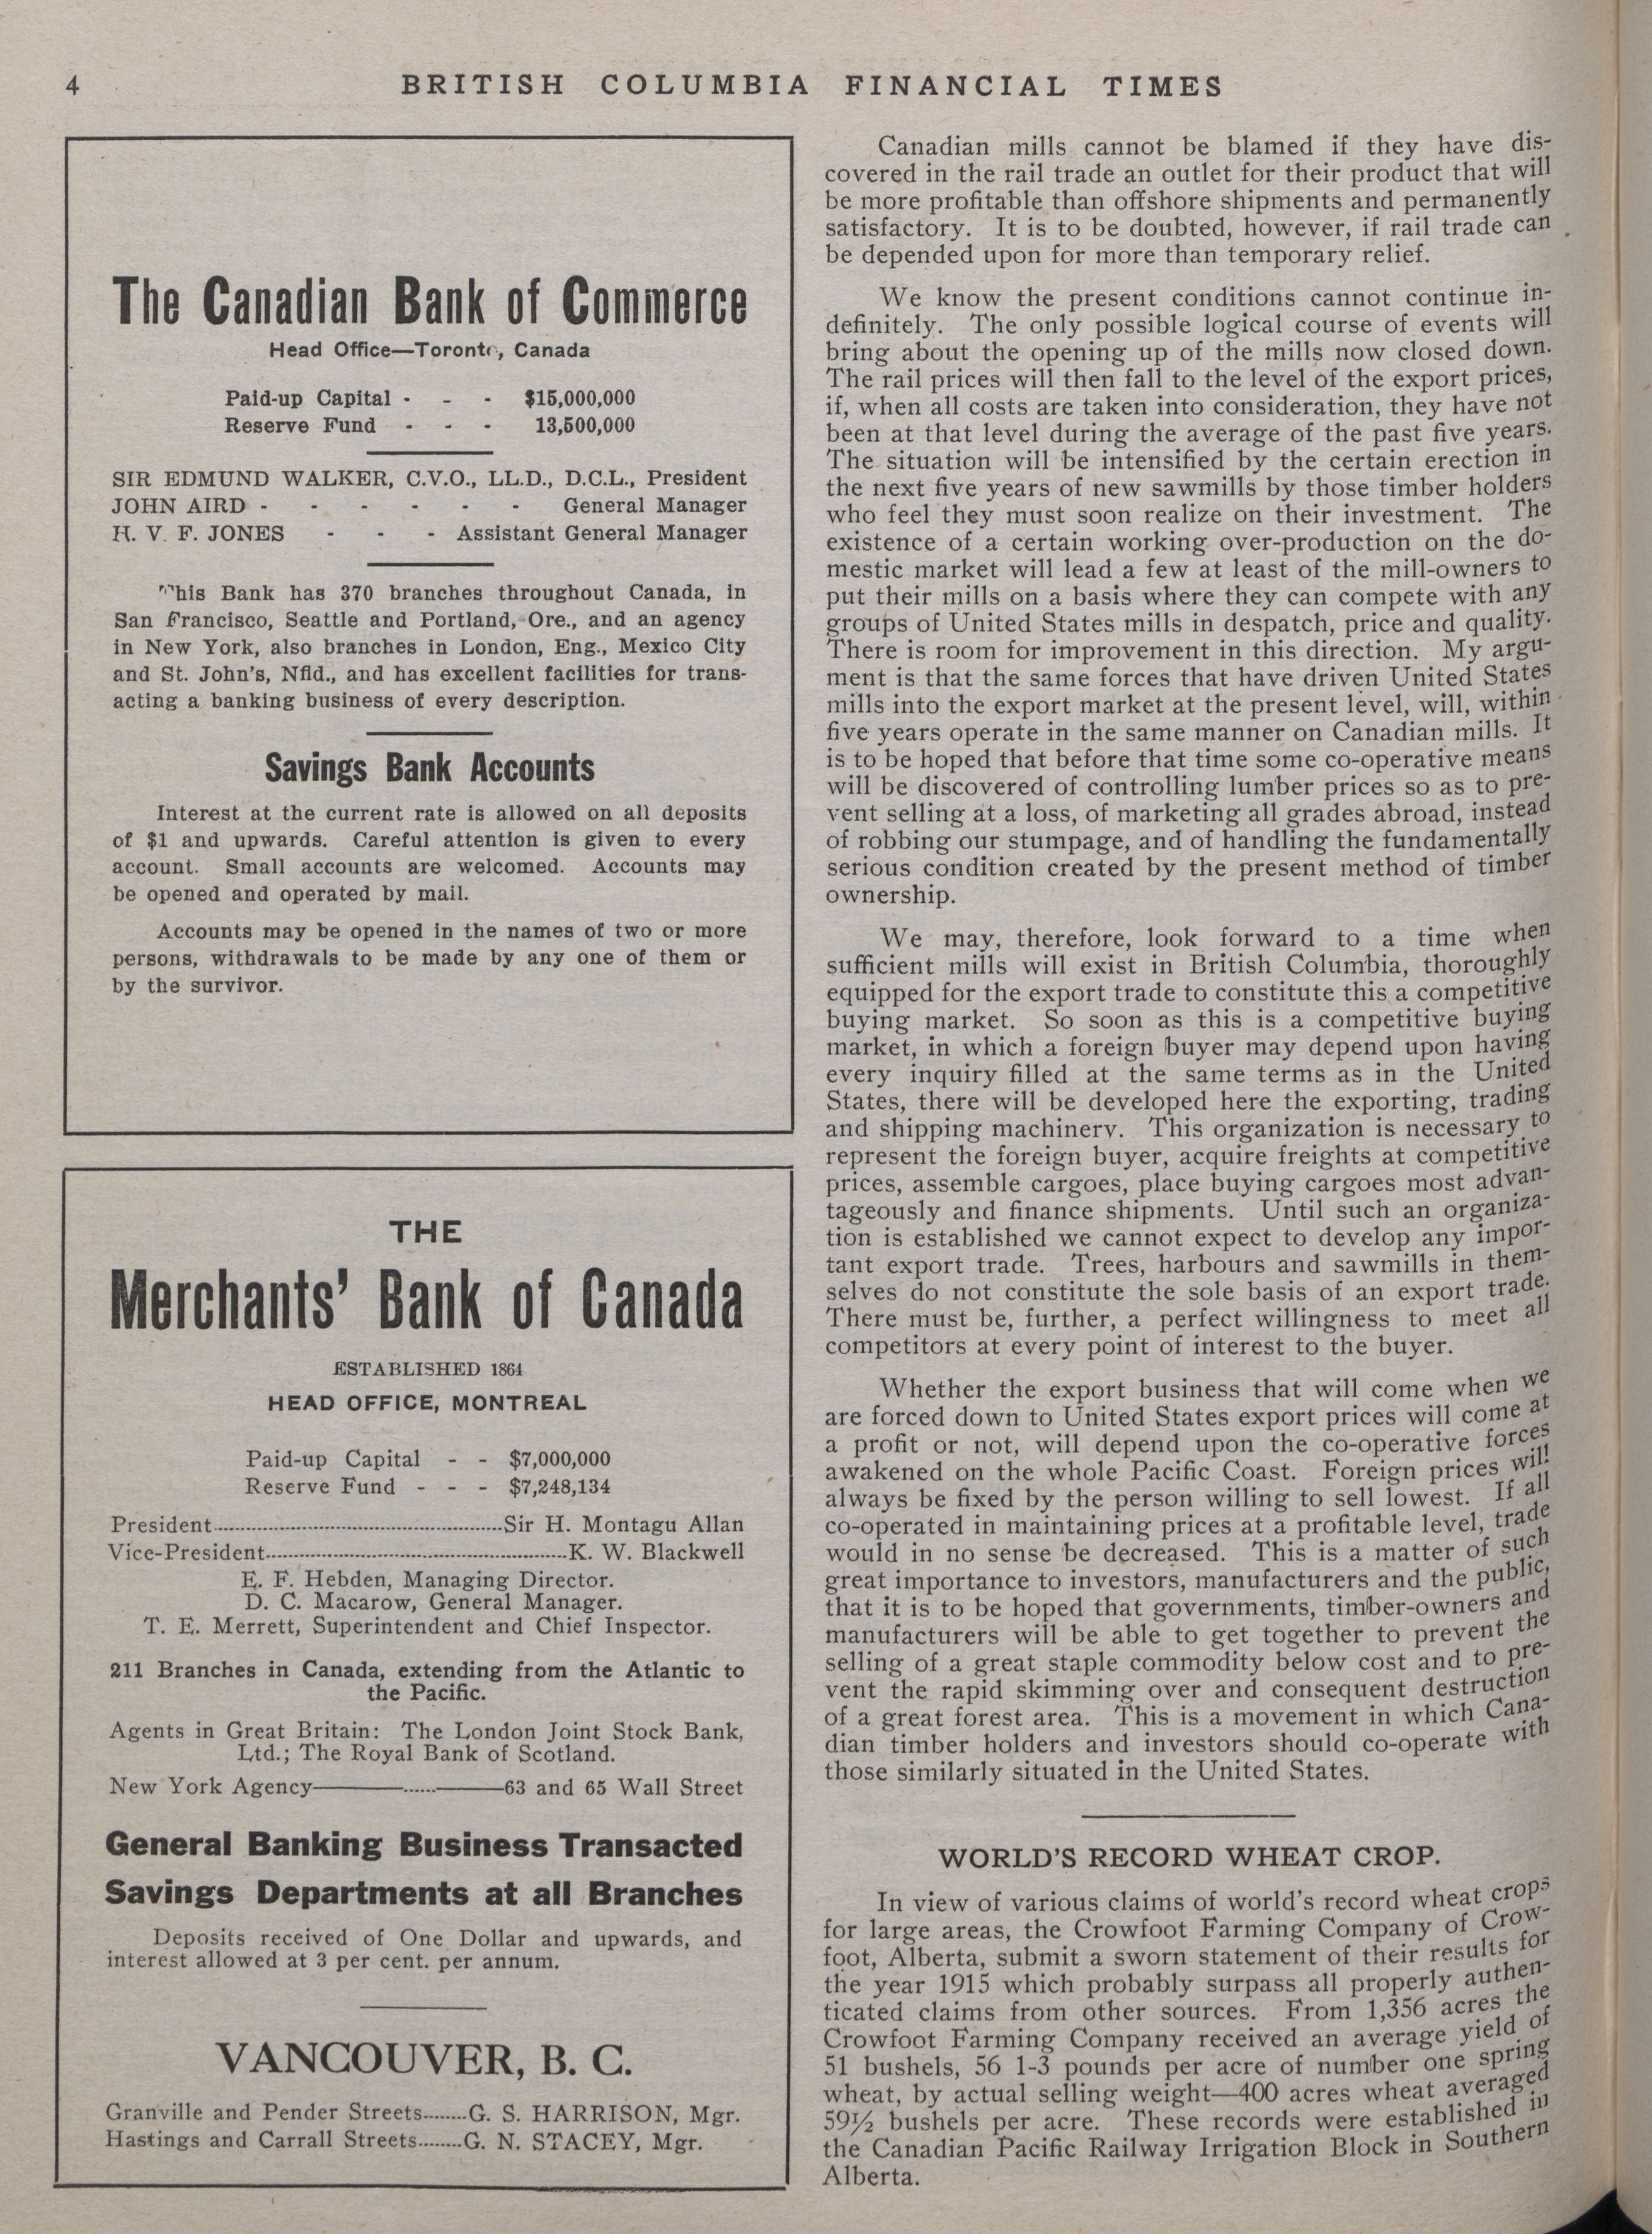 4
BRITISH COLUMBIA FINANCIAL TIMES
The Canadian Bank of Commerce
Head Office—Toronto, Canada
Paid-up Capital - - - $15,000,000
Reserve Fund - - - 13,500,000
SIR EDMUND WALKER, C.V.O., LL.D., D.C.L., President
JOHN AIRD - - - - - - General Manager
H. V. F. JONES - - - Assistant General Manager
This Bank has 370 branches throughout Canada, in
San Francisco, Seattle and Portland, Ore., and an agency
in New York, also branches in London, Eng., Mexico City
and St. John's, Nfld., and has excellent facilities for trans-
acting a banking business of every description.
Savings Bank Accounts
Interest at the current rate is allowed on all deposits
of $1 and upwards. Careful attention is given to every
account. Small accounts are welcomed. Accounts may
be opened and operated by mail.
Accounts may be opened in the names of two or more
persons, withdrawals to be made by any one of them or
by the survivor.
THE
Merchants' Bank of Canada
ESTABLISHED 1864
HEAD OFFICE, MONTREAL
Paid-up Capital - - $7,000,000
Reserve Fund - - - $7,248,134
President..........Sir H. Montagu Allan
Vice-President..........K. W. Blackwell
E. F. Hebden, Managing Director.
D. C. Macarow, General Manager.
T. E. Merrett, Superintendent and Chief Inspector.
211 Branches in Canada, extending from the Atlantic to
the Pacific.
Agents in Great Britain: The London Joint Stock Bank,
Ltd.; The Royal Bank of Scotland.
New York Agency———......———63 and 65 Wall Street
General Banking Business Transacted
Savings Departments at all Branches
Deposits received of One Dollar and upwards, and
interest allowed at 3 per cent. per annum.
VANCOUVER, B. C.
Granville and Pender Streets........G. S. HARRISON, Mgr.
Hastings and Carrall Streets........G. N. STACEY, Mgr.
Canadian mills cannot be blamed if they have dis-
covered in the rail trade an outlet for their product that will
be more profitable than offshore shipments and permanently
satisfactory. It is to be doubted, however, if rail trade can
be depended upon for more than temporary relief.
We know the present conditions cannot continue in-
definitely. The only possible logical course of events will
bring about the opening up of the mills now closed down.
The rail prices will then fall to the level of the export prices,
if, when all costs are taken into consideration, they have not
been at that level during the average of the past five years.
The situation will be intensified by the certain erection in
the next five years of new sawmills by those timber holders
who feel they must soon realize on their investment. The
existence of a certain working over-production on the do-
mestic market will lead a few at least of the mill-owners to
put their mills on a basis where they can compete with any
groups of United States mills in despatch, price and quality.
There is room for improvement in this direction. My argu-
ment is that the same forces that have driven United States
mills into the export market at the present level, will, within
five years operate in the same manner on Canadian mills. It
is to be hoped that before that time some co-operative means
will be discovered of controlling lumber prices so as to pre-
vent selling at a loss, of marketing all grades abroad, instead
of robbing our stumpage, and of handling the fundamentally
serious condition created by the present method of timber
ownership.
We may, therefore, look forward to a time when
sufficient mills will exist in British Columbia, thoroughly
equipped for the export trade to constitute this a competitive
buying market. So soon as this is a competitive buying
market, in which a foreign buyer may depend upon having
every inquiry filled at the same terms as in the United
States, there will be developed here the exporting, trading
and shipping machinery. This organization is necessary to
represent the foreign buyer, acquire freights at competitive
prices, assemble cargoes, place buying cargoes most advan-
tageously and finance shipments. Until such an organiza-
tion is established we cannot expect to develop any impor-
tant export trade. Trees, harbours and sawmills in them-
selves do not constitute the sole basis of an export trade.
There must be, further, a perfect willingness to meet all
competitors at every point of interest to the buyer.
Whether the export business that will come when we
are forced down to United States export prices will come at
a profit or not, will depend upon the co-operative forces
awakened on the whole Pacific Coast. Foreign prices will
always be fixed by the person willing to sell lowest. If all
co-operated in maintaining prices at a profitable level, trade
would in no sense be decreased. This is a matter of such
great importance to investors, manufacturers and the public,
that it is to be hoped that governments, timber-owners and
manufacturers will be able to get together to prevent the
selling of a great staple commodity below cost and to pre-
vent the rapid skimming over and consequent destruction
of a great forest area. This is a movement in which Cana-
dian timber holders and investors should co-operate with
those similarly situated in the United States.
WORLD'S RECORD WHEAT CROP.
In view of various claims of world's record wheat crops
for large areas, the Crowfoot Farming Company of Crow-
foot, Alberta, submit a sworn statement of their results for
the year 1915 which probably surpass all properly authen-
ticated claims from other sources. From 1,356 acres the
Crowfoot Farming Company received an average yield of
51 bushels, 56 1-3 pounds per acre of number one spring
wheat, by actual selling weight—400 acres wheat averaged
59½ bushels per acre. These records were established in
the Canadian Pacific Railway Irrigation Block in Southern
Alberta.